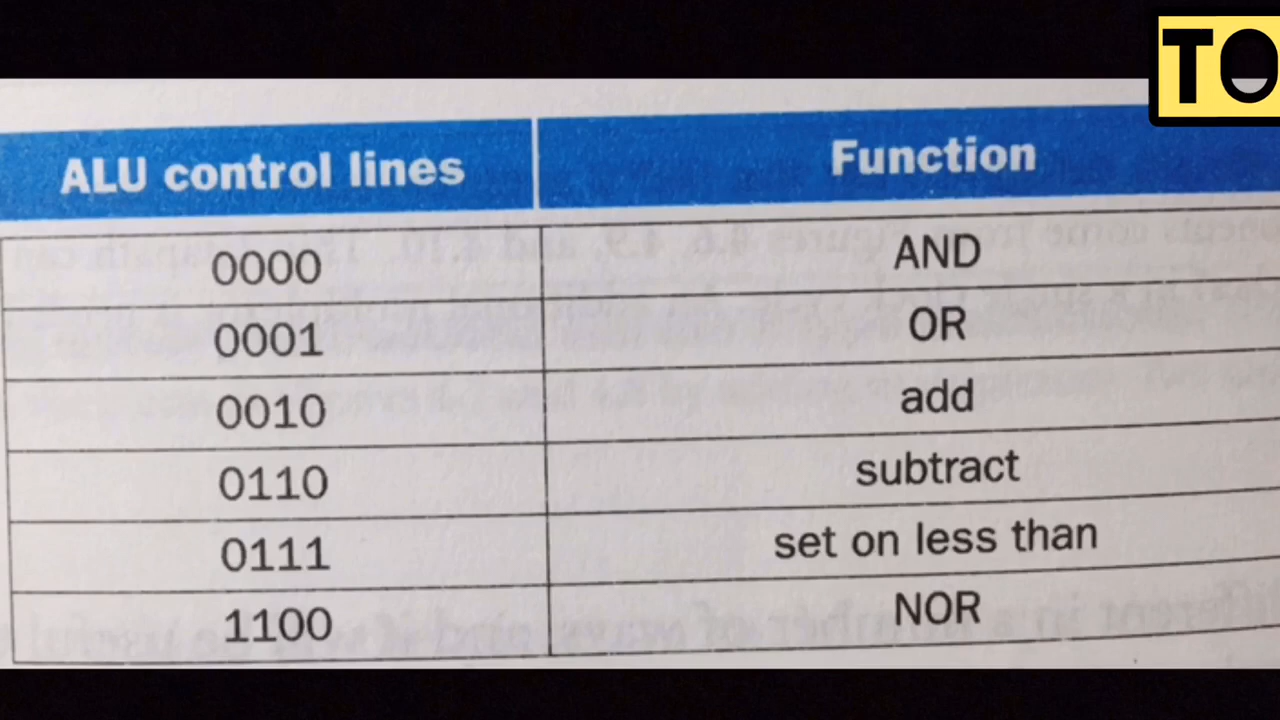 TO
ALU control lines Function
0000 AND
0001 OR
0010 add
0110 subtract
0111 set on less than
1100 NOR